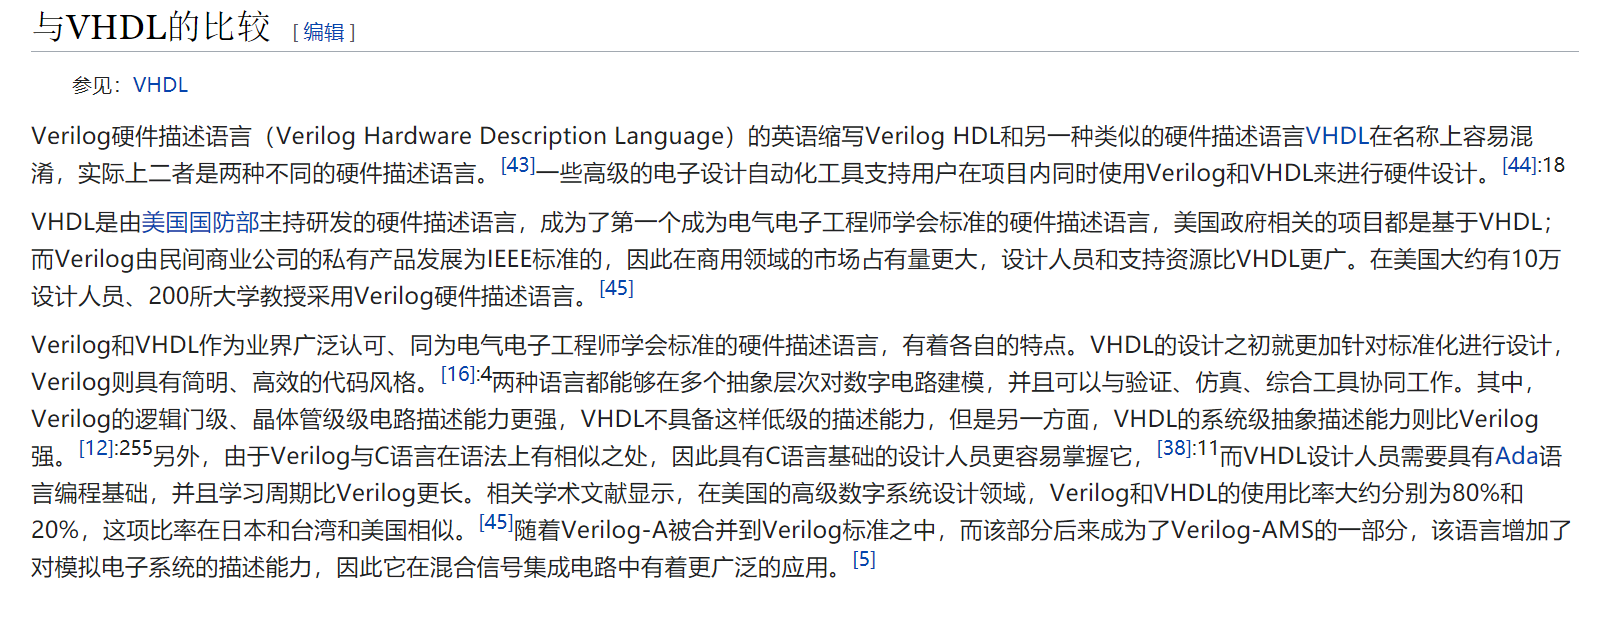 与VHDL的比较 [ 编辑 ]
参见：VHDL
Verilog硬件描述语言（Verilog Hardware Description Language）的英语缩写Verilog HDL和另一种类似的硬件描述语言VHDL在名称上容易混
淆，实际上二者是两种不同的硬件描述语言。[43]一些高级的电子设计自动化工具支持用户在项目内同时使用Verilog和VHDL来进行硬件设计。[44]:18
VHDL是由美国国防部主持研发的硬件描述语言，成为了第一个成为电气电子工程师学会标准的硬件描述语言，美国政府相关的项目都是基于VHDL；
而Verilog由民间商业公司的私有产品发展为IEEE标准的，因此在商用领域的市场占有量更大，设计人员和支持资源比VHDL更广。在美国大约有10万
设计人员、200所大学教授采用Verilog硬件描述语言。[45]
Verilog和VHDL作为业界广泛认可、同为电气电子工程师学会标准的硬件描述语言，有着各自的特点。VHDL的设计之初就更加针对标准化进行设计，
Verilog则具有简明、高效的代码风格。[16]:4两种语言都能够在多个抽象层次对数字电路建模，并且可以与验证、仿真、综合工具协同工作。其中，
Verilog的逻辑门级、晶体管级级电路描述能力更强，VHDL不具备这样低级的描述能力，但是另一方面，VHDL的系统级抽象描述能力则比Verilog
强。[12]:255另外，由于Verilog与C语言在语法上有相似之处，因此具有C语言基础的设计人员更容易掌握它，[38]:11而VHDL设计人员需要具有Ada语
言编程基础，并且学习周期比Verilog更长。相关学术文献显示，在美国的高级数字系统设计领域，Verilog和VHDL的使用比率大约分别为80%和
20%，这项比率在日本和台湾和美国相似。[45]随着Verilog-A被合并到Verilog标准之中，而该部分后来成为了Verilog-AMS的一部分，该语言增加了
对模拟电子系统的描述能力，因此它在混合信号集成电路中有着更广泛的应用。[5]